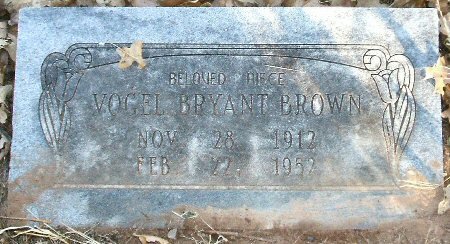 BELOVED NIECE
VOGEL BRYANT BROWN
NOV. 28, 1912
FEB. 22, 1952